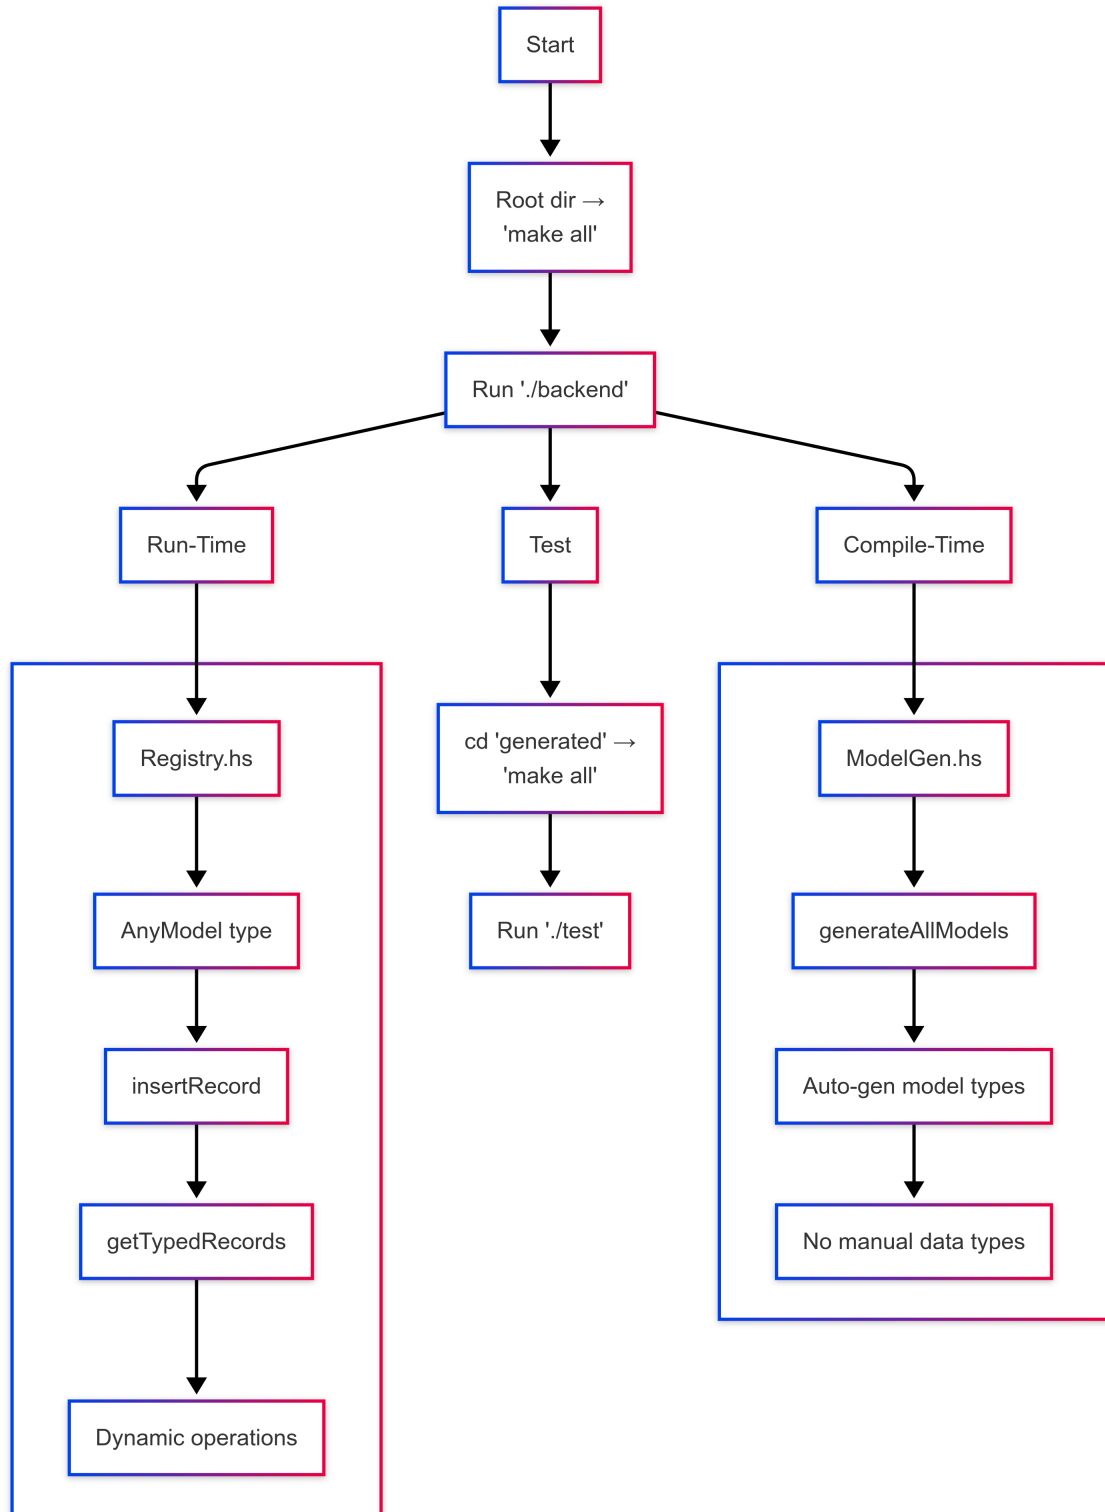 Start
Root dir →
'make all'
Run './backend'
Run-Time
Test
Compile-Time
Registry.hs
cd 'generated' →
'make all'
ModelGen.hs
AnyModel type
Run './test'
generateAllModels
insertRecord
Auto-gen model types
getTypedRecords
No manual data types
Dynamic operations